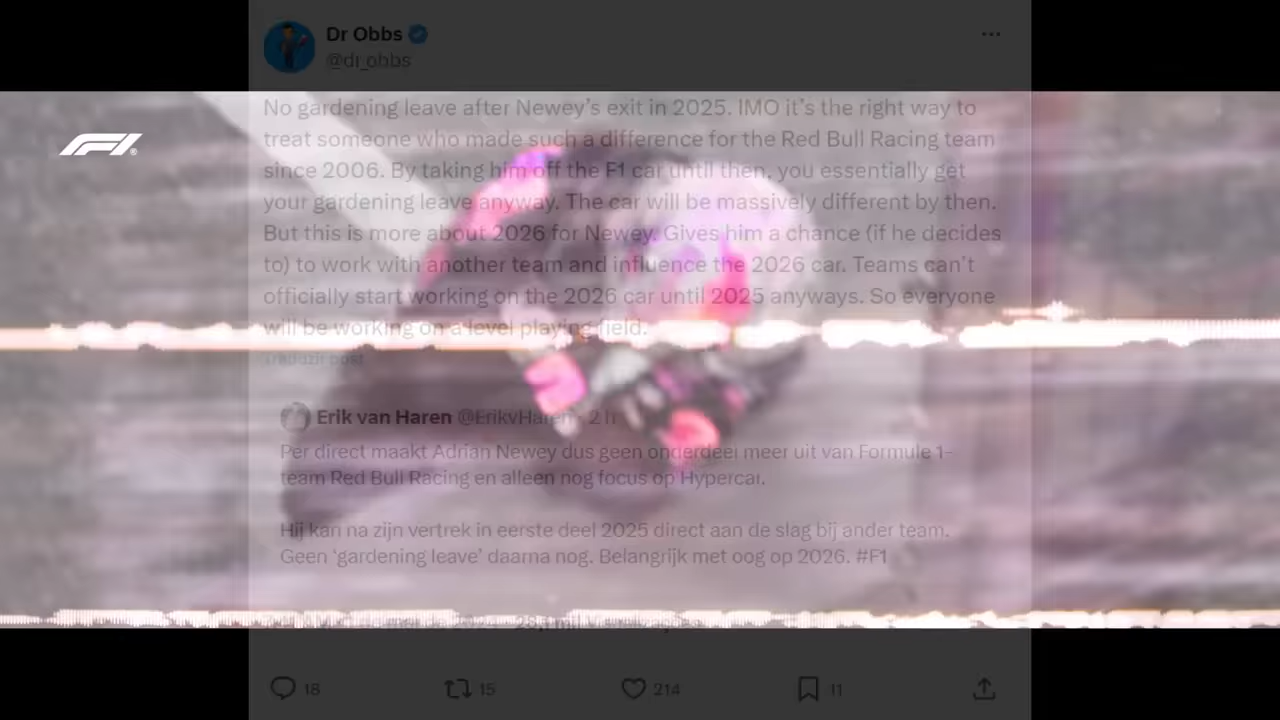 Dr Obbs
@dr_obbs
No gardening leave after Newey's exit in 2025. IMO it's the right way to
treat someone who made such a difference for the Red Bull Racing team
since 2006. By taking him off the F1 car until then, you essentially get
your gardening leave anyway. The car will be massively different by then.
But this is more about 2026 for Newey. Gives him a chance (if he decides
to) to work with another team and influence the 2026 car. Teams can't
officially start working on the 2026 car until 2025 anyways. So everyone
will be working on a level playing field.
Traduzir post
Erik van Haren @ErikvHaren · 2 h
Per direct maakt Adrian Newey dus geen onderdeel meer uit van Formule 1-
team Red Bull Racing en alleen nog focus op Hypercar.
Hij kan na zijn vertrek in eerste deel 2025 direct aan de slag bij ander team.
Geen 'gardening leave' daarna nog. Belangrijk met oog op 2026. #F1
18 15 214 11
F1